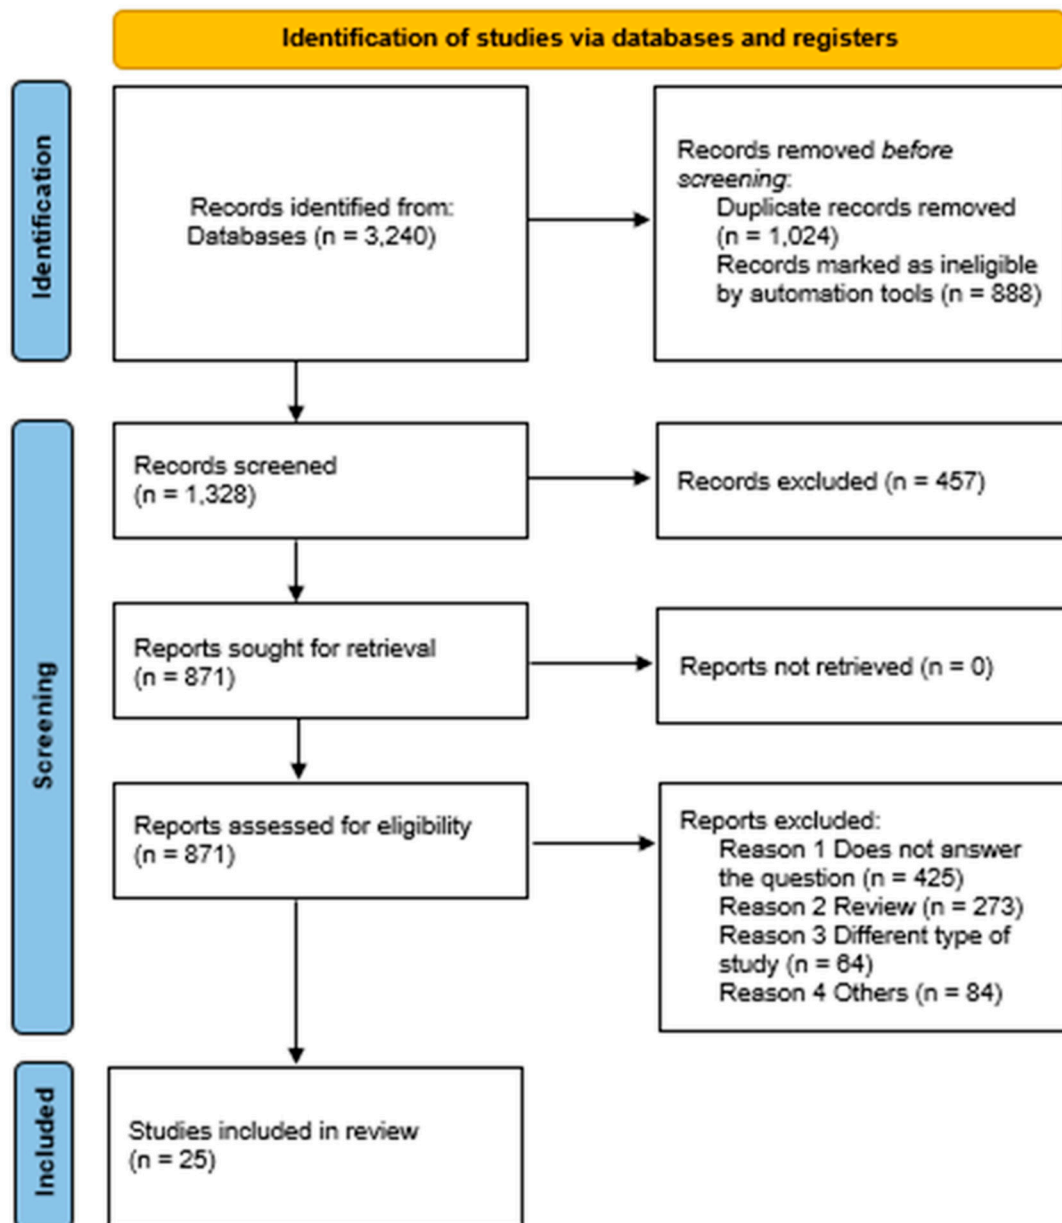 Identification of studies via databases and registers
Identification
Records identified from:
Databases (n = 3,240)
Records removed before
screening:
Duplicate records removed
(n = 1,024)
Records marked as ineligible
by automation tools (n = 888)
Screening
Records screened
(n = 1,328)
Records excluded (n = 457)
Reports sought for retrieval
(n = 871)
Reports not retrieved (n = 0)
Reports assessed for eligibility
(n = 871)
Reports excluded:
Reason 1 Does not answer
the question (n = 425)
Reason 2 Review (n = 273)
Reason 3 Different type of
study (n = 64)
Reason 4 Others (n = 84)
Included
Studies included in review
(n = 25)